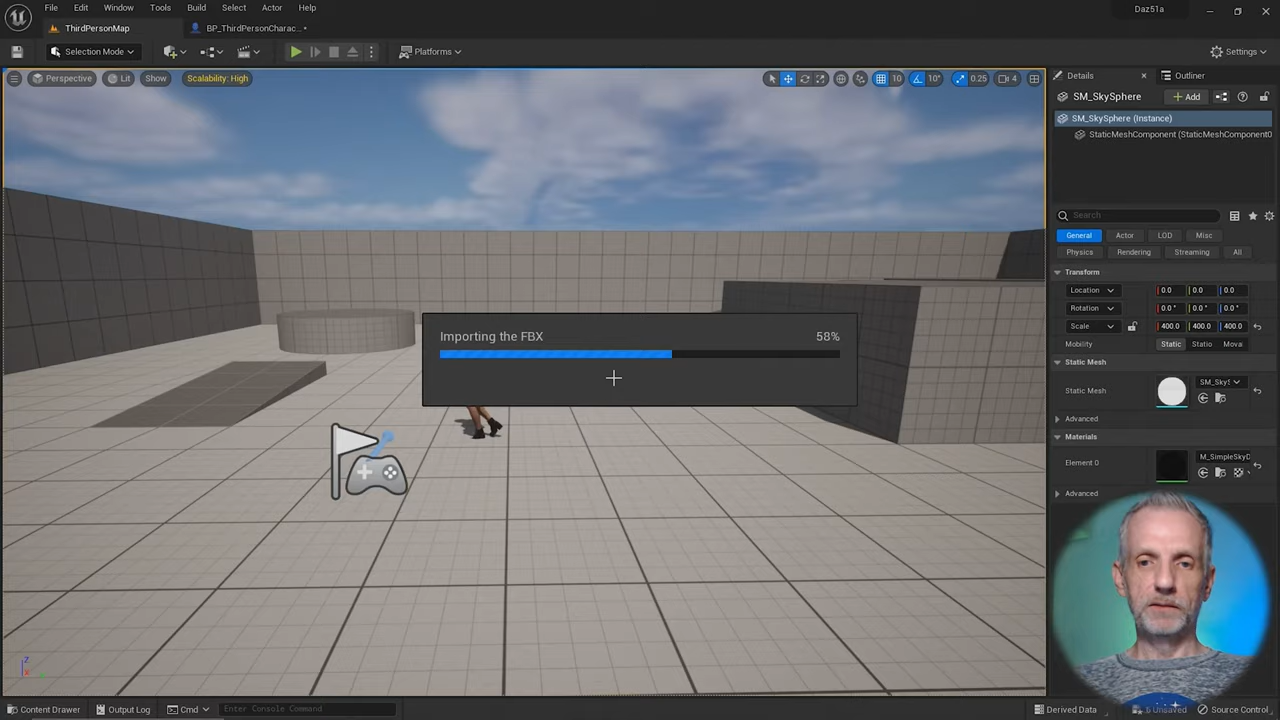 File Edit Window Tools Build Select Actor Help
Daz51a
ThirdPersonMap
BP_ThirdPersonCharac...
Selection Mode
Platforms
Settings
Perspective Lit Show Scalability: High
10 10° 0.25 4
Details
Outliner
SM_SkySphere
Add
SM_SkySphere (Instance)
StaticMeshComponent (StaticMeshComponent0
Search
General Actor LOD Misc
Physics Rendering Streaming All
Transform
Location 0.0 0.0 0.0
Rotation 0.0° 0.0° 0.0°
Scale 400.0 400.0 400.0
Mobility Static Statio Mova
Static Mesh
Static Mesh SM_Sky
Advanced
Materials
Element 0 M_SimpleSkyD
Advanced
Importing the FBX 58%
Content Drawer Output Log Cmd Enter Console Command
Derived Data Unsaved Source Control